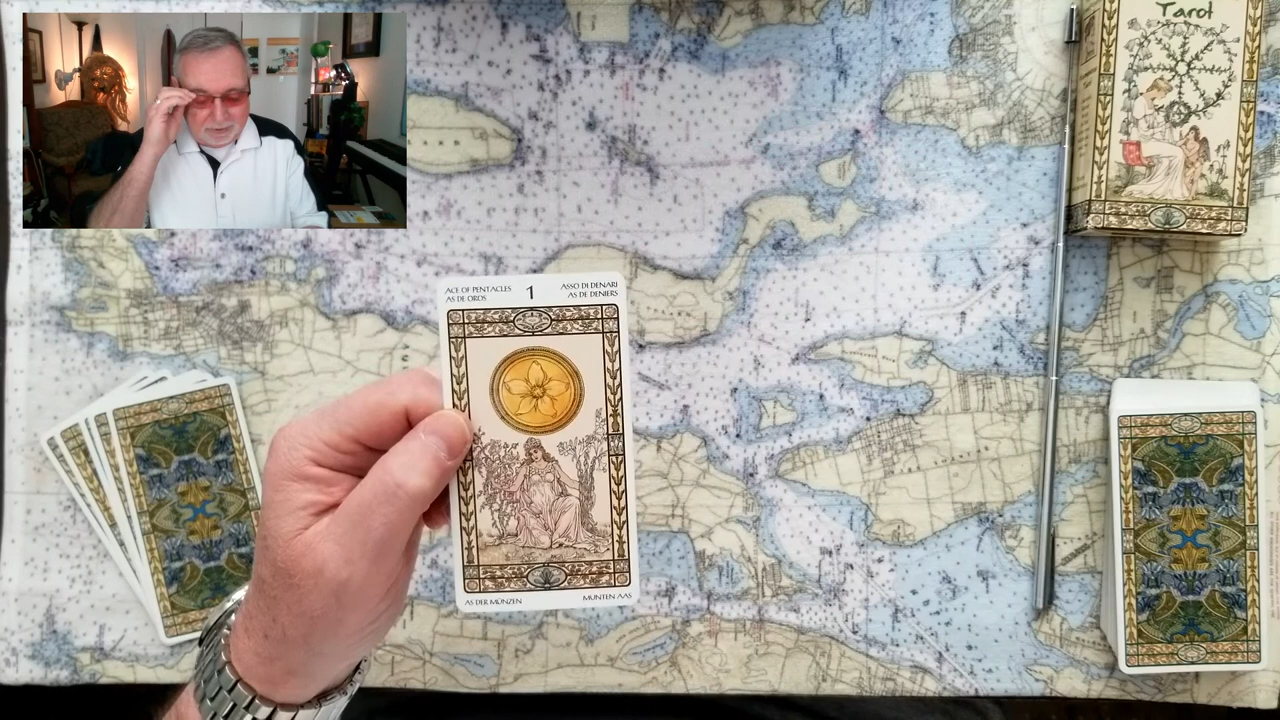 Tarot
ACE OF PENTACLES
AS DE OROS
1
ASSO DI DENARI
AS DE DENIERS
AS DER MÜNZEN
MUNTEN AAS